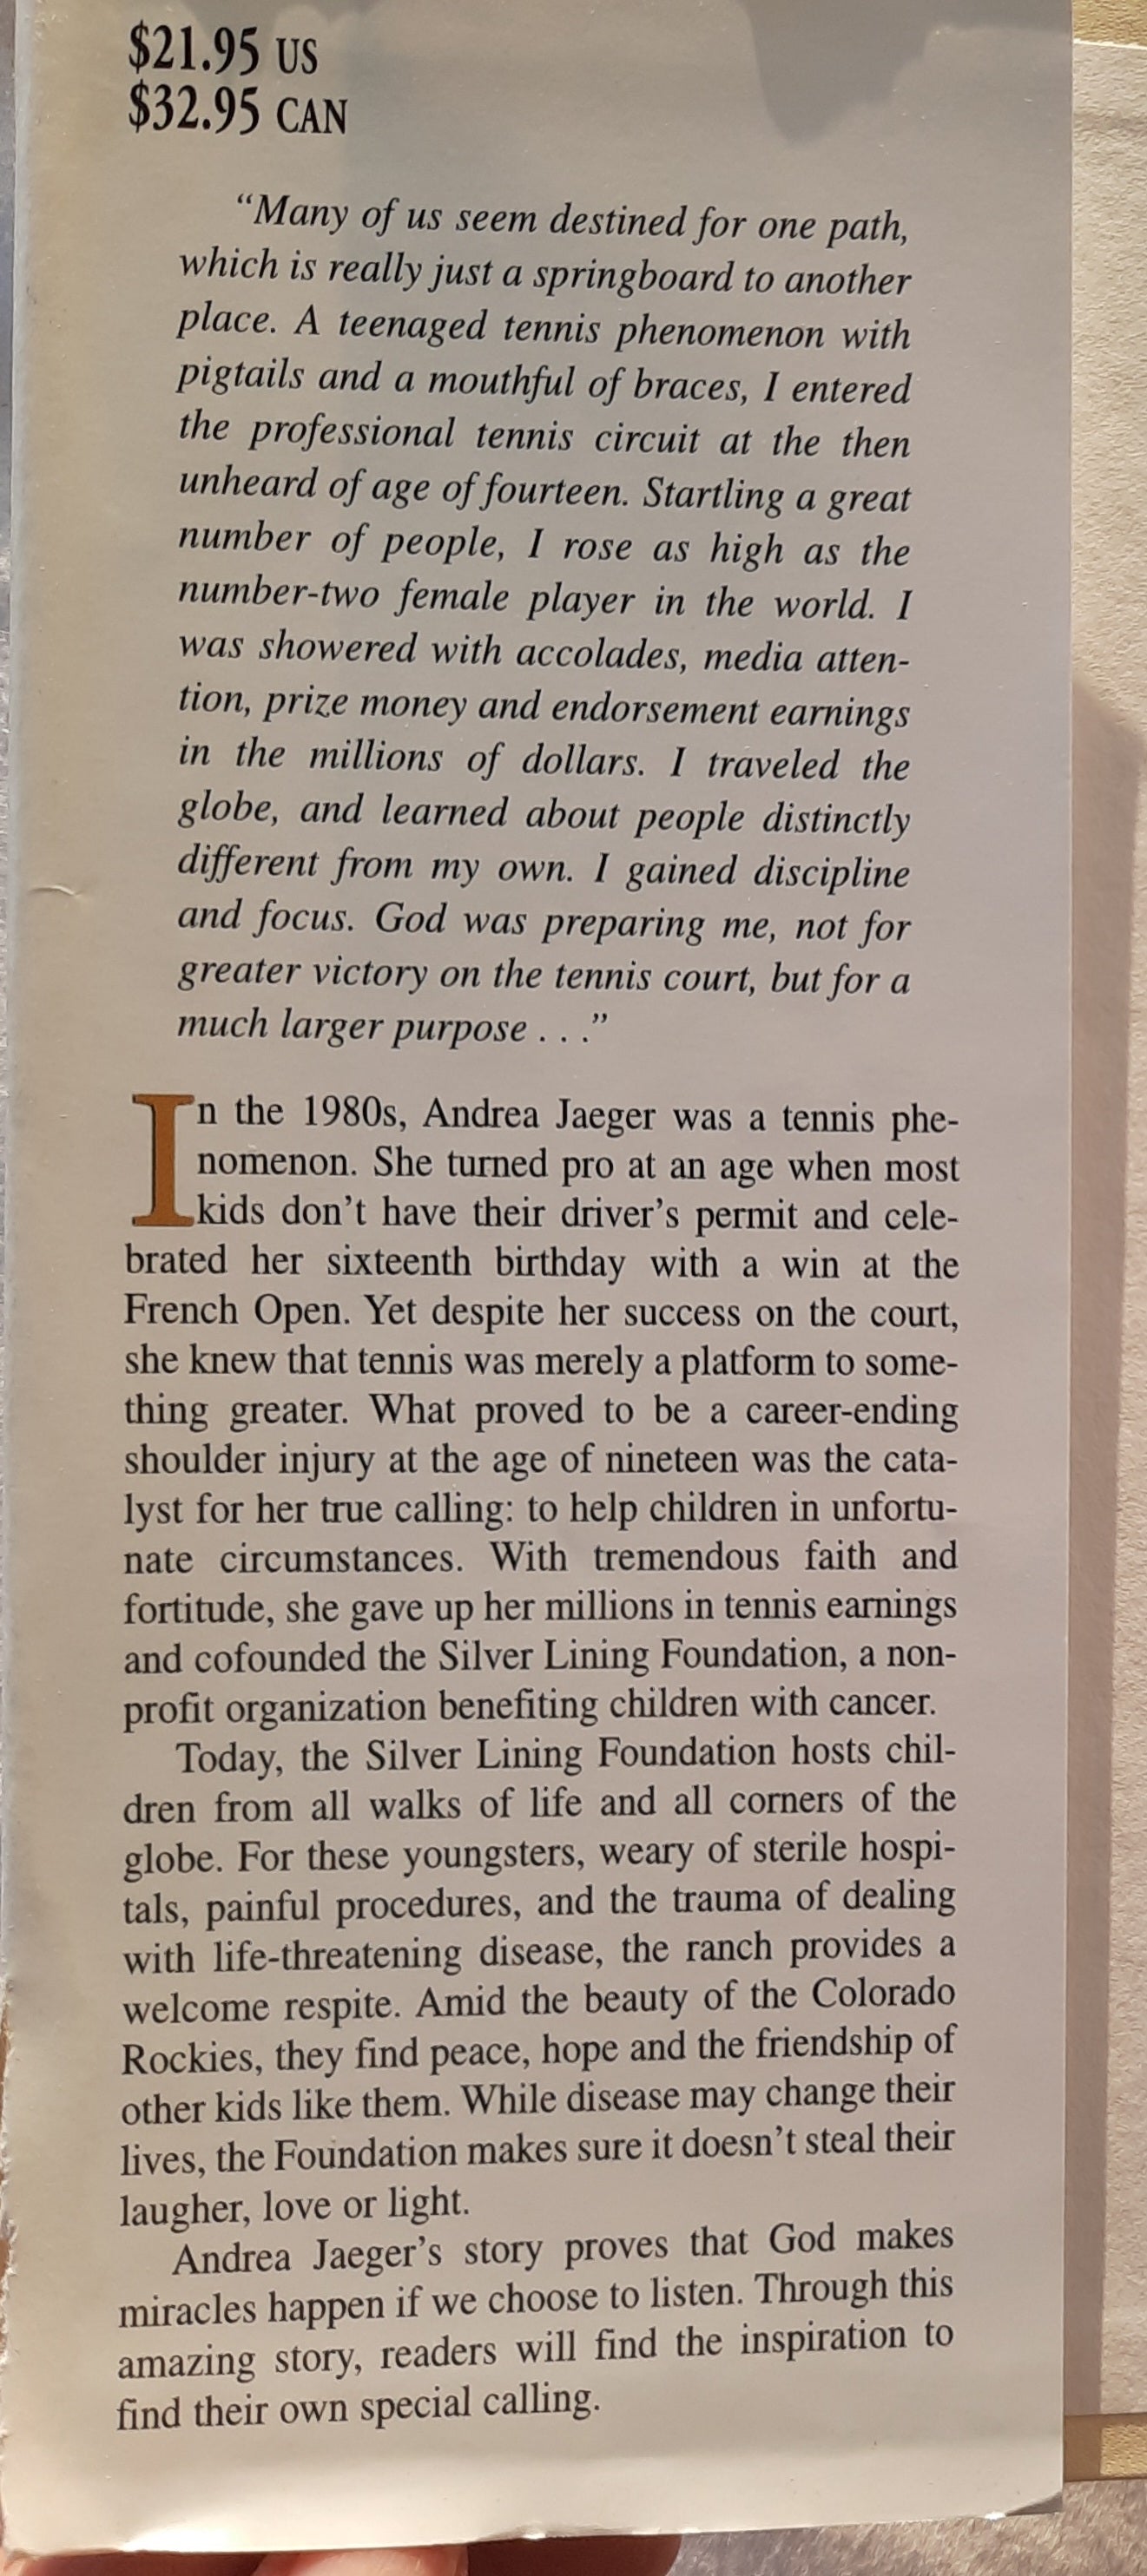 $21.95 US
$32.95 CAN
“Many of us seem destined for one path,
which is really just a springboard to another
place. A teenaged tennis phenomenon with
pigtails and a mouthful of braces, I entered
the professional tennis circuit at the then
unheard of age of fourteen. Startling a great
number of people, I rose as high as the
number-two female player in the world. I
was showered with accolades, media atten-
tion, prize money and endorsement earnings
in the millions of dollars. I traveled the
globe, and learned about people distinctly
different from my own. I gained discipline
and focus. God was preparing me, not for
greater victory on the tennis court, but for a
much larger purpose . . .”
In the 1980s, Andrea Jaeger was a tennis phe-
nomenon. She turned pro at an age when most
kids don’t have their driver’s permit and cele-
brated her sixteenth birthday with a win at the
French Open. Yet despite her success on the court,
she knew that tennis was merely a platform to some-
thing greater. What proved to be a career-ending
shoulder injury at the age of nineteen was the cata-
lyst for her true calling: to help children in unfortu-
nate circumstances. With tremendous faith and
fortitude, she gave up her millions in tennis earnings
and cofounded the Silver Lining Foundation, a non-
profit organization benefiting children with cancer.
Today, the Silver Lining Foundation hosts chil-
dren from all walks of life and all corners of the
globe. For these youngsters, weary of sterile hospi-
tals, painful procedures, and the trauma of dealing
with life-threatening disease, the ranch provides a
welcome respite. Amid the beauty of the Colorado
Rockies, they find peace, hope and the friendship of
other kids like them. While disease may change their
lives, the Foundation makes sure it doesn’t steal their
laugher, love or light.
Andrea Jaeger’s story proves that God makes
miracles happen if we choose to listen. Through this
amazing story, readers will find the inspiration to
find their own special calling.